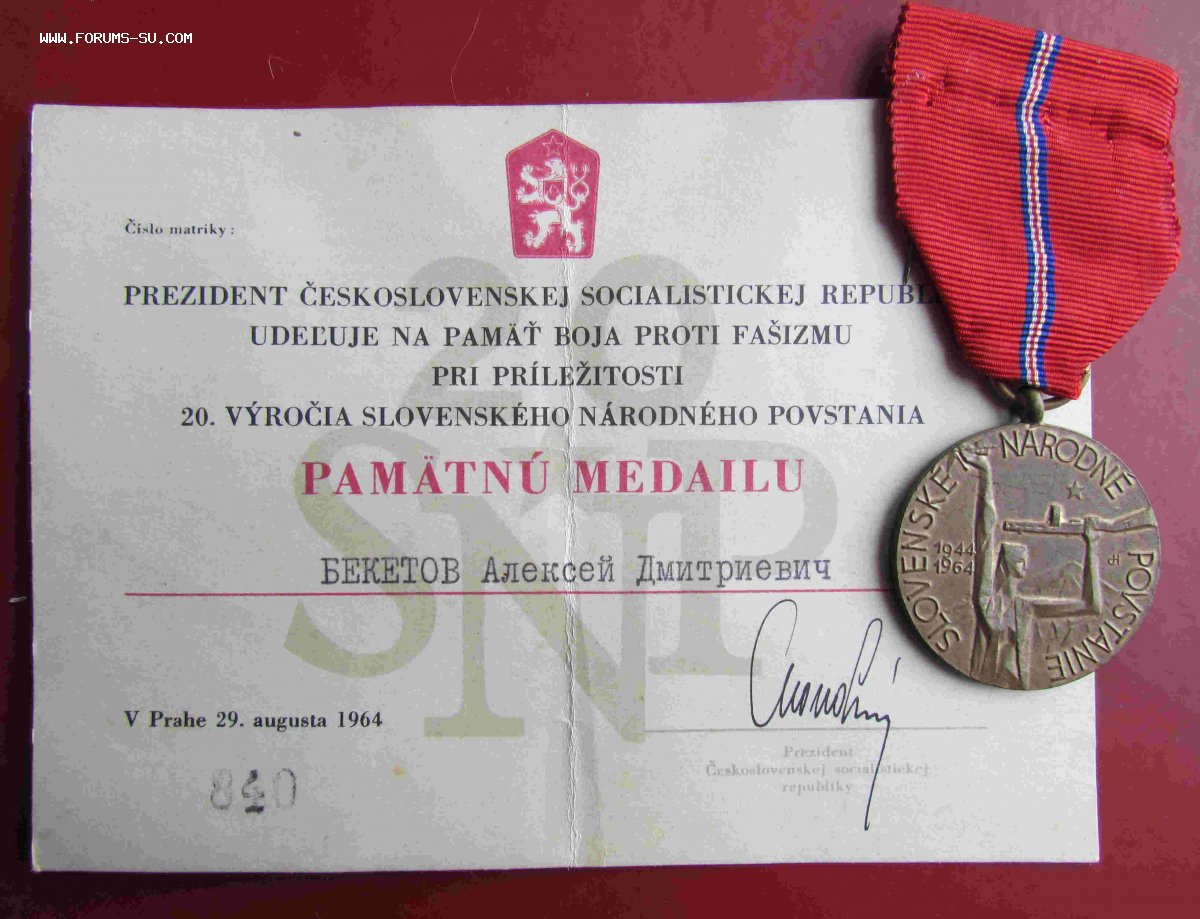 WWW.FORUMS-SU.COM
Číslo matriky:
PREZIDENT ČESKOSLOVENSKEJ SOCIALISTICKEJ REPUBL
UDEĽUJE NA PAMÄŤ BOJA PROTI FAŠIZMU
PRI PRÍLEŽITOSTI
20. VÝROČIA SLOVENSKÉHO NÁRODNÉHO POVSTANIA
PAMÄTNÚ MEDAILU
БЕКЕТОВ Алексей Дмитриевич
V Prahe 29. augusta 1964
840
Prezident
Československej socialistickej
republiky
20
SNP
SLOVENSKÉ NÁRODNÉ POVSTANIE
1944
1964